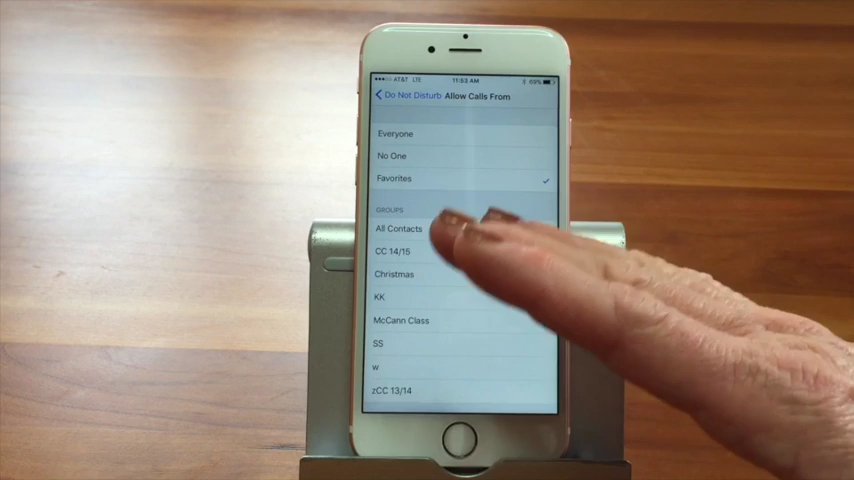 AT&T LTE 11:53 AM 69%
Do Not Disturb Allow Calls From
Everyone
No One
Favorites
GROUPS
All Contacts
CC 14/15
Christmas
KK
McCann Class
SS
w
zCC 13/14